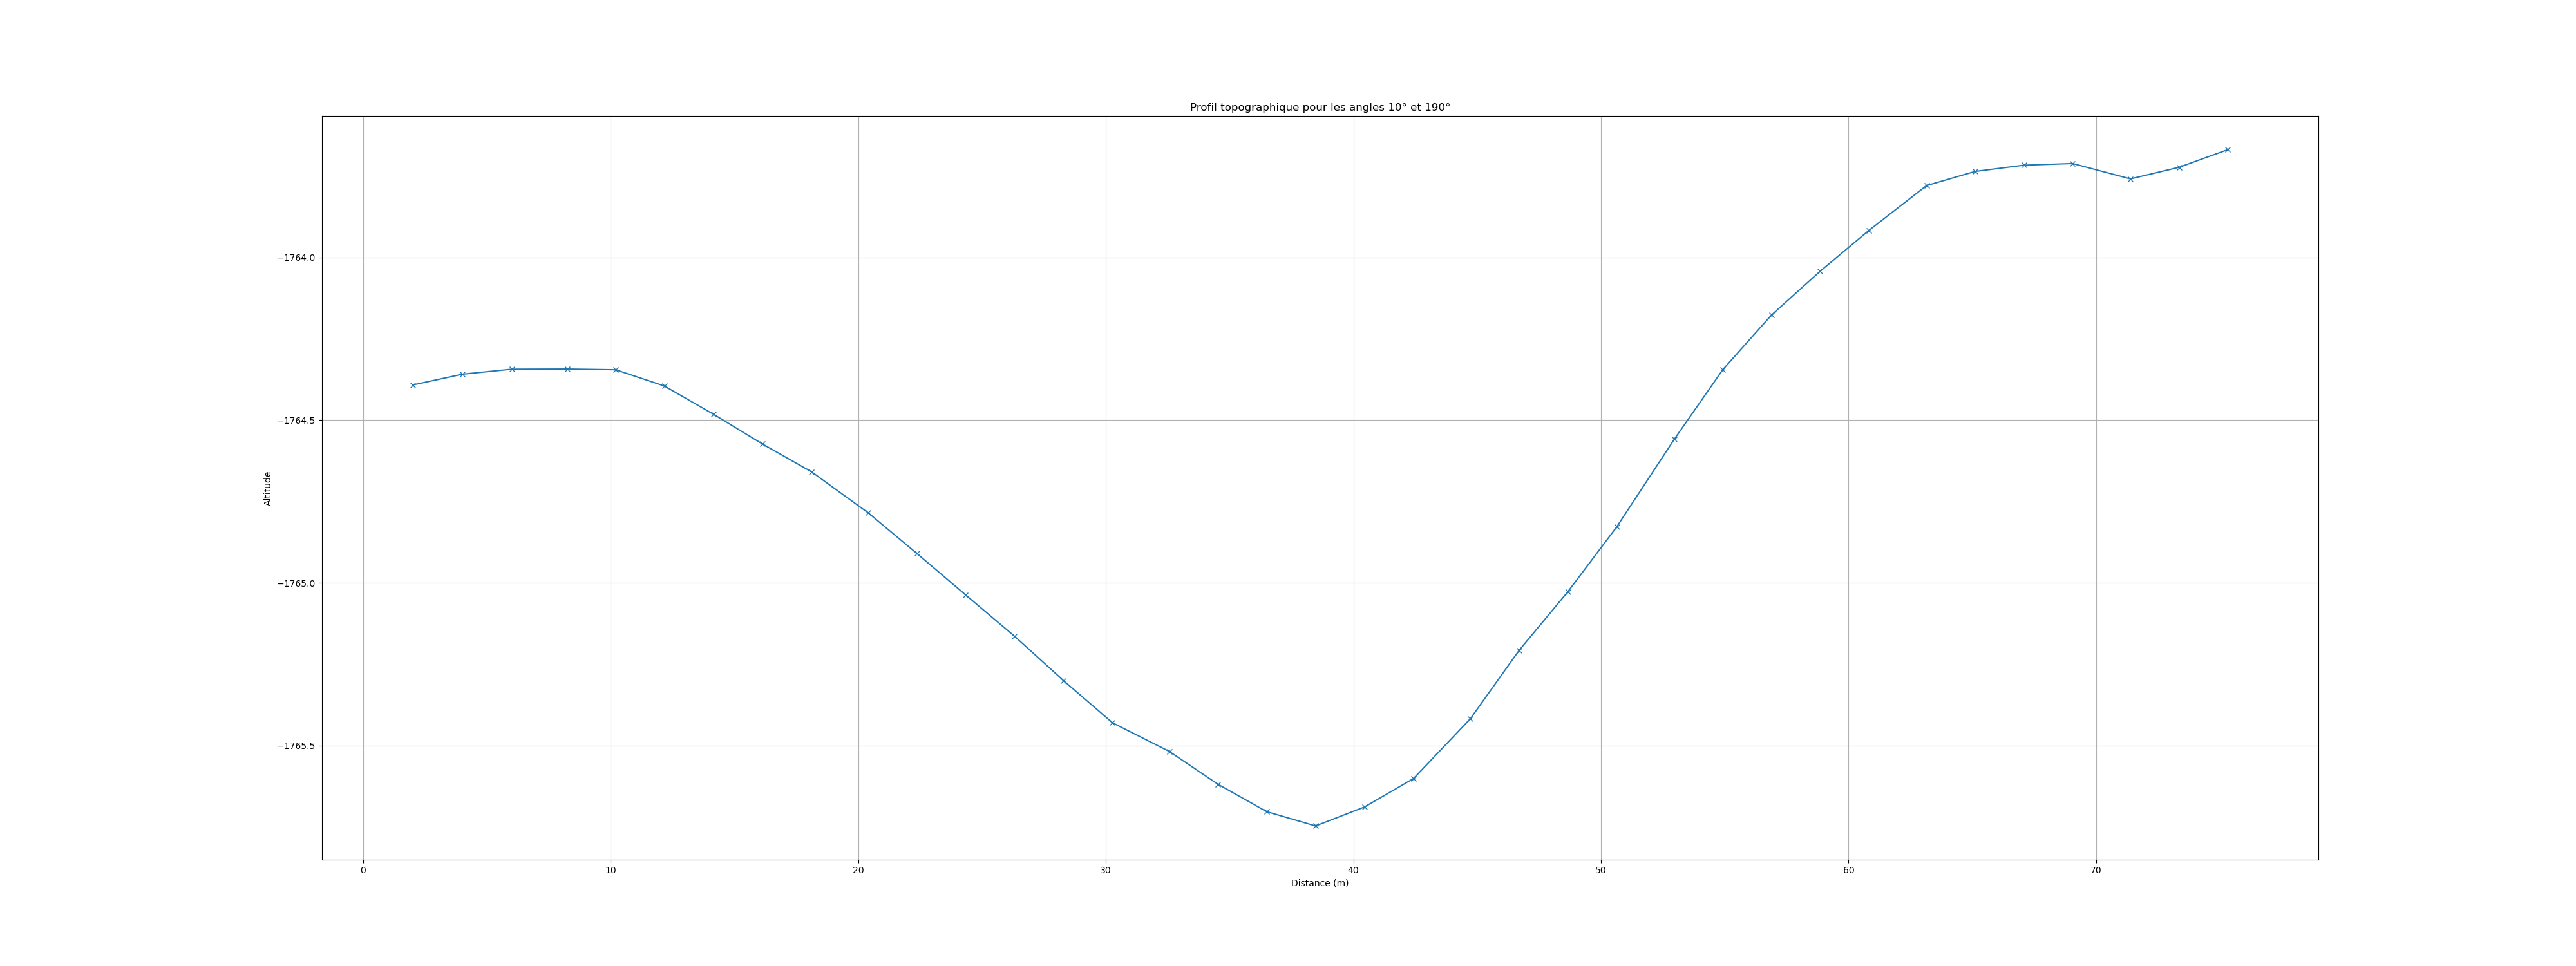 Profil topographique pour les angles 10° et 190°
−1764.0
−1764.5
Altitude
−1765.0
−1765.5
0 10 20 30 40 50 60 70
Distance (m)